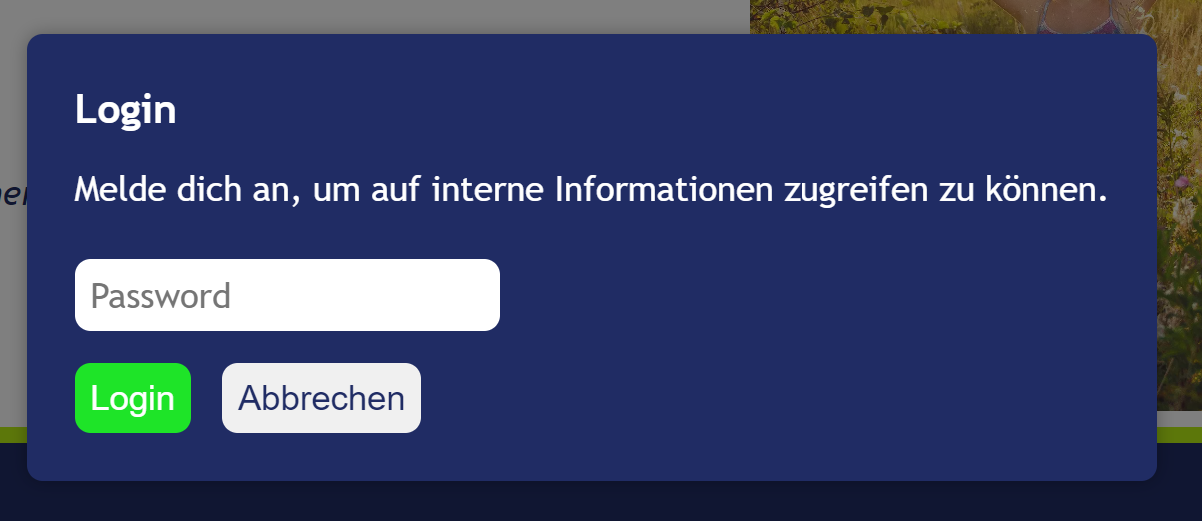 Login
Melde dich an, um auf interne Informationen zugreifen zu können.
Password
Login
Abbrechen